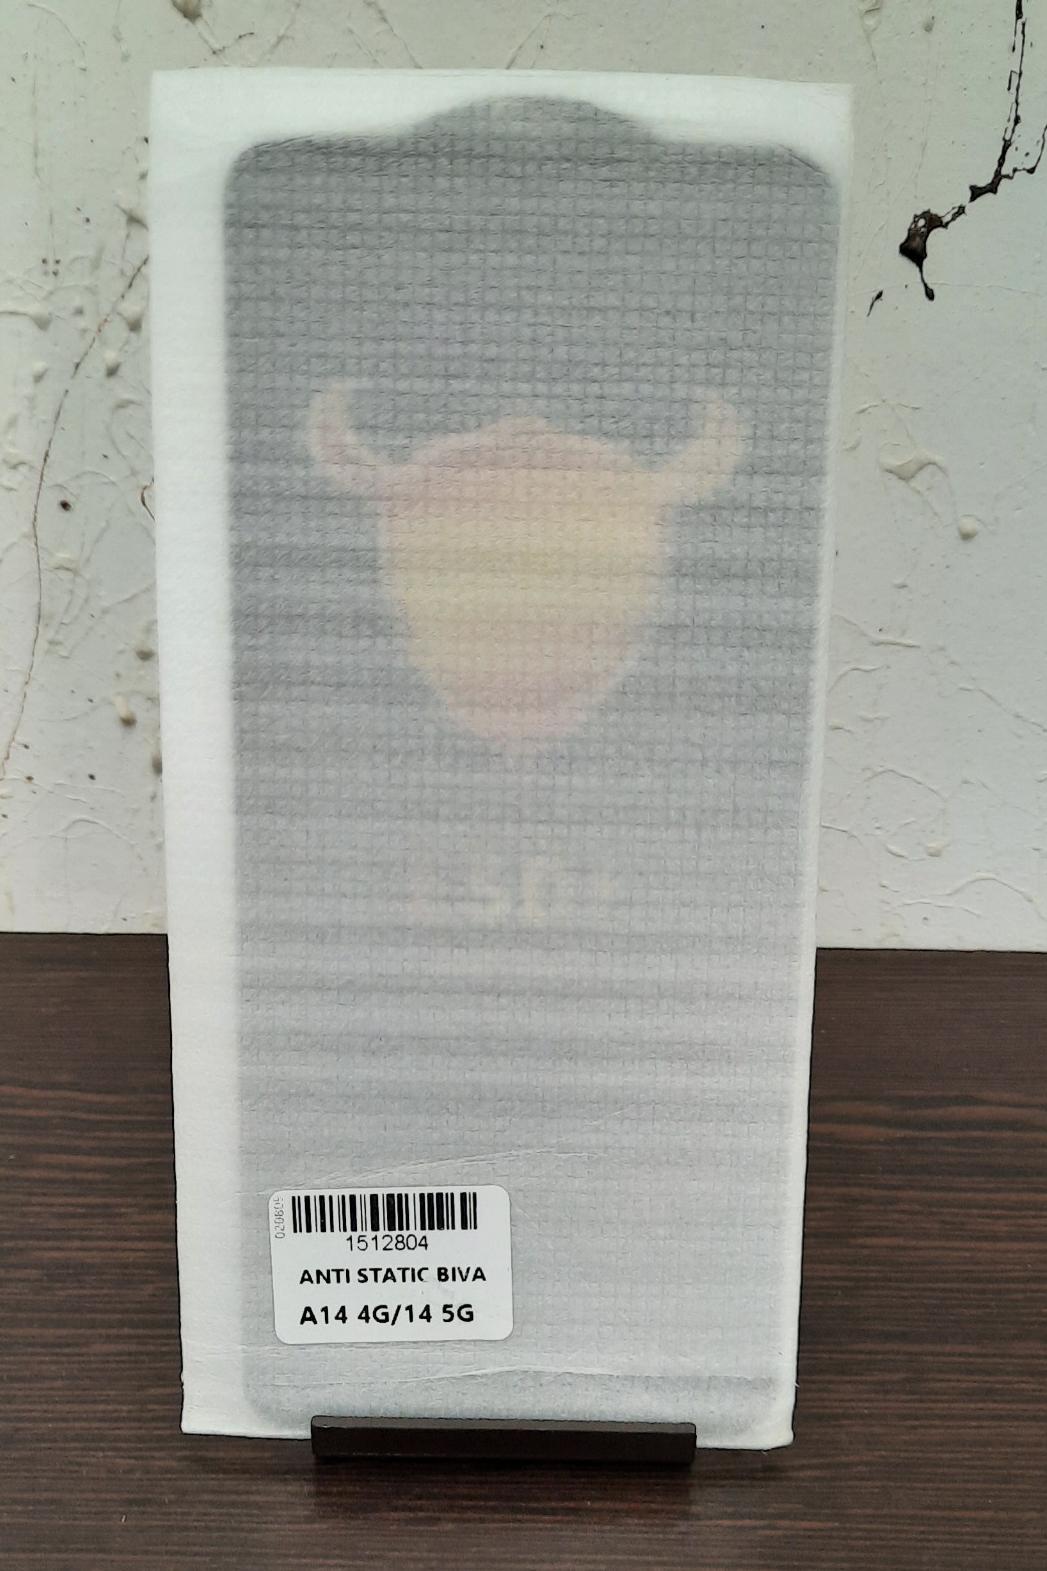 1512804
ANTI STATIC BIVA
A14 4G/14 5G